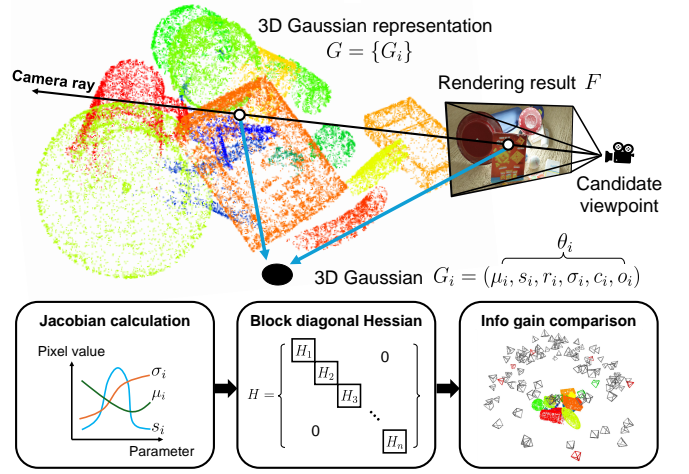 3D Gaussian representation
G = {G_i}
Camera ray
Rendering result F
Candidate viewpoint
θ_i
3D Gaussian G_i = (μ_i, s_i, r_i, σ_i, c_i, o_i)
Jacobian calculation
Pixel value
σ_i
μ_i
s_i
Parameter
Block diagonal Hessian
H_1
0
H_2
H =
H_3
⋱
0
H_n
Info gain comparison